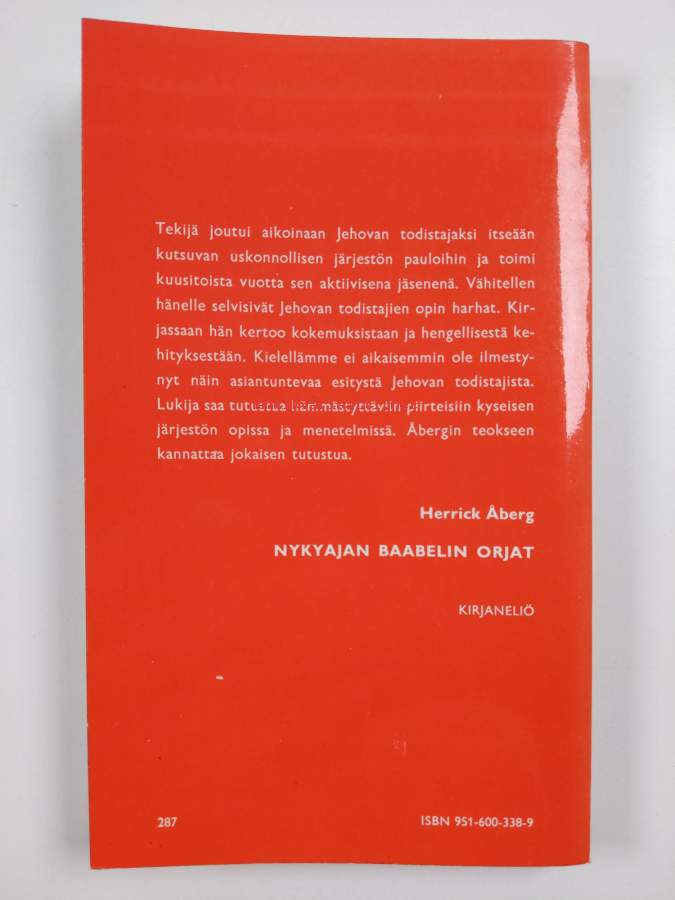 Tekijä joutui aikoinaan Jehovan todistajaksi itseään
kutsuvan uskonnollisen järjestön pauloihin ja toimi
kuusitoista vuotta sen aktiivisena jäsenenä. Vähitellen
hänelle selvisivät Jehovan todistajien opin harhat. Kir-
jassaan hän kertoo kokemuksistaan ja hengellisestä ke-
hityksestään. Kielellämme ei aikaisemmin ole ilmesty-
nyt näin asiantuntevaa esitystä Jehovan todistajista.
Lukija saa tutustua hämmästyttäviin piirteisiin kyseisen
järjestön opissa ja menetelmissä. Åbergin teokseen
kannattaa jokaisen tutustua.
Herrick Åberg
NYKYAJAN BAABELIN ORJAT
KIRJANELIÖ
287
ISBN 951-600-338-9